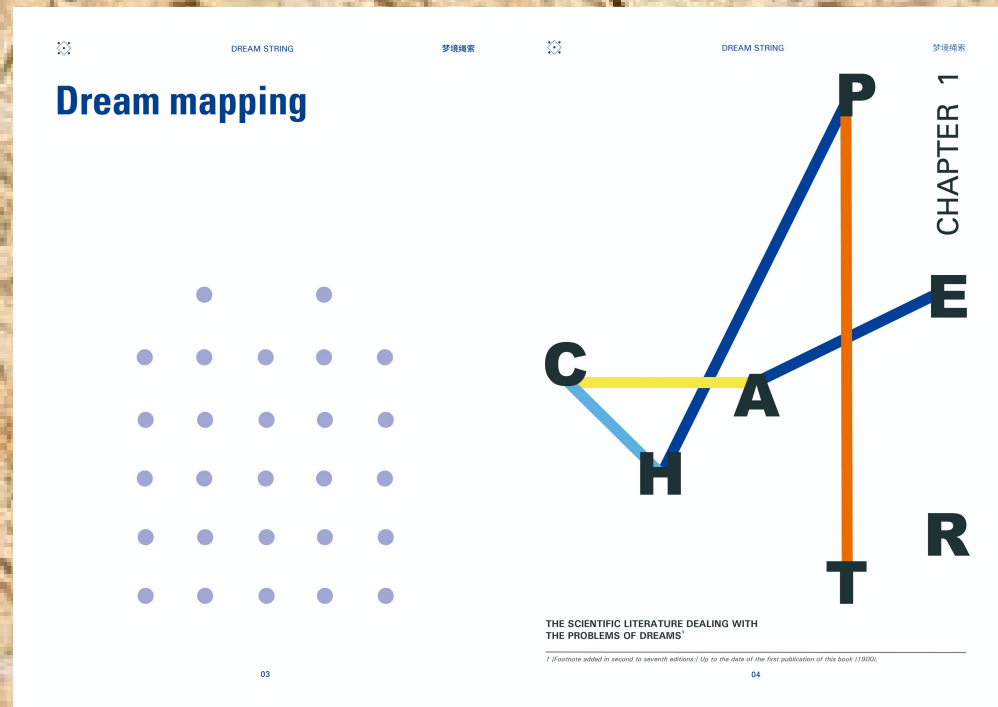 DREAM STRING
梦境绳索
Dream mapping
03
DREAM STRING
梦境绳索
CHAPTER 1
P
E
C
A
H
R
T
THE SCIENTIFIC LITERATURE DEALING WITH
THE PROBLEMS OF DREAMS¹
1 [Footnote added in second to seventh editions:] Up to the date of the first publication of this book (1900).
04